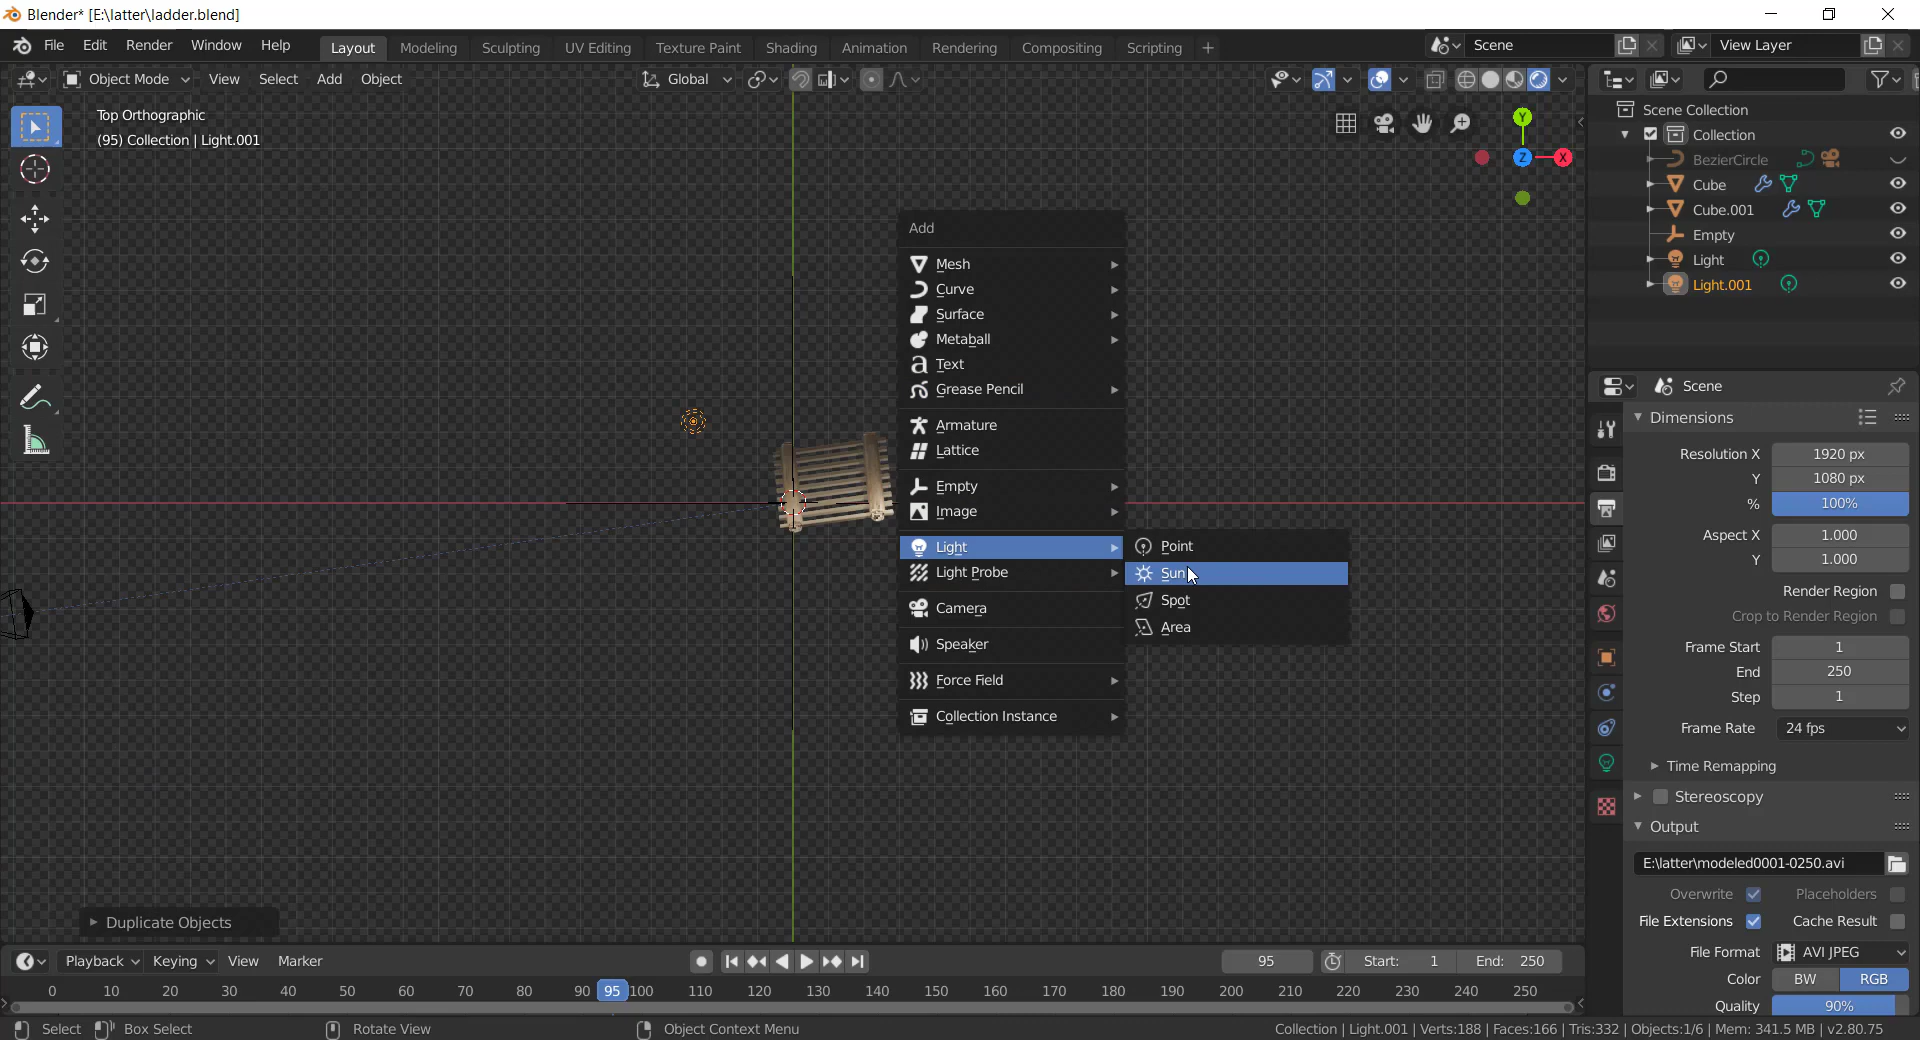 Blender* [E:\latter\ladder.blend]
File Edit Render Window Help Layout Modeling Sculpting UV Editing Texture Paint Shading Animation Rendering Compositing Scripting + Scene View Layer
Object Mode View Select Add Object Global
Top Orthographic
(95) Collection | Light.001
Y
Z
X
Add
Mesh
Curve
Surface
Metaball
Text
Grease Pencil
Armature
Lattice
Empty
Image
Light
Light Probe
Camera
Speaker
Force Field
Collection Instance
Point
Sun
Spot
Area
Duplicate Objects
Scene Collection
Collection
BezierCircle
Cube
Cube.001
Empty
Light
Light.001
Scene
Dimensions
Resolution X 1920 px
Y 1080 px
% 100%
Aspect X 1.000
Y 1.000
Render Region
Crop to Render Region
Frame Start 1
End 250
Step 1
Frame Rate 24 fps
Time Remapping
Stereoscopy
Output
E:\latter\modeled0001-0250.avi
Overwrite Placeholders
File Extensions Cache Result
File Format AVI JPEG
Color BW RGB
Quality 90%
Playback Keying View Marker 95 Start: 1 End: 250
0 10 20 30 40 50 60 70 80 90 95 100 110 120 130 140 150 160 170 180 190 200 210 220 230 240 250
Select Box Select Rotate View Object Context Menu Collection | Light.001 | Verts:188 | Faces:166 | Tris:332 | Objects:1/6 | Mem: 341.5 MB | v2.80.75